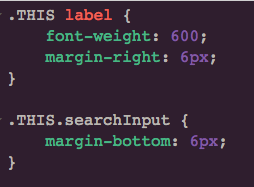 .THIS label {
    font-weight: 600;
    margin-right: 6px;
}

.THIS.searchInput {
    margin-bottom: 6px;
}